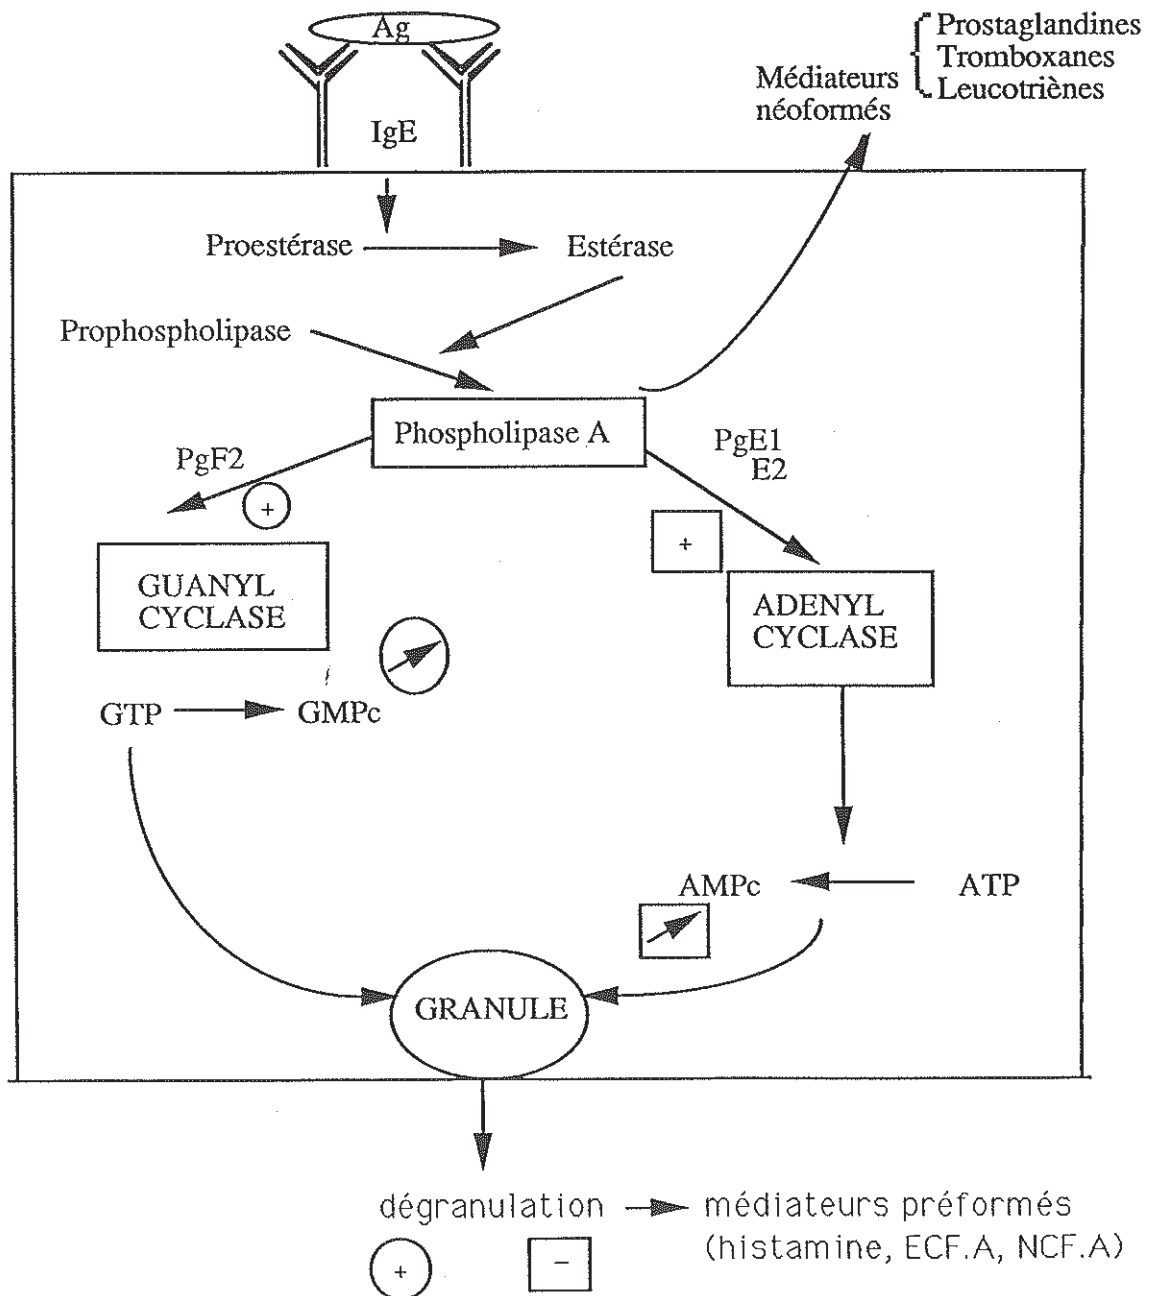 Ag
IgE
Médiateurs
néoformés
Prostaglandines
Tromboxanes
Leucotriènes
Proestérase
Estérase
Prophospholipase
Phospholipase A
PgF2
+
PgE1
E2
+
GUANYL
CYCLASE
ADENYL
CYCLASE
GTP
GMPc
AMPc
ATP
GRANULE
dégranulation
médiateurs préformés
(histamine, ECF.A, NCF.A)
+
−